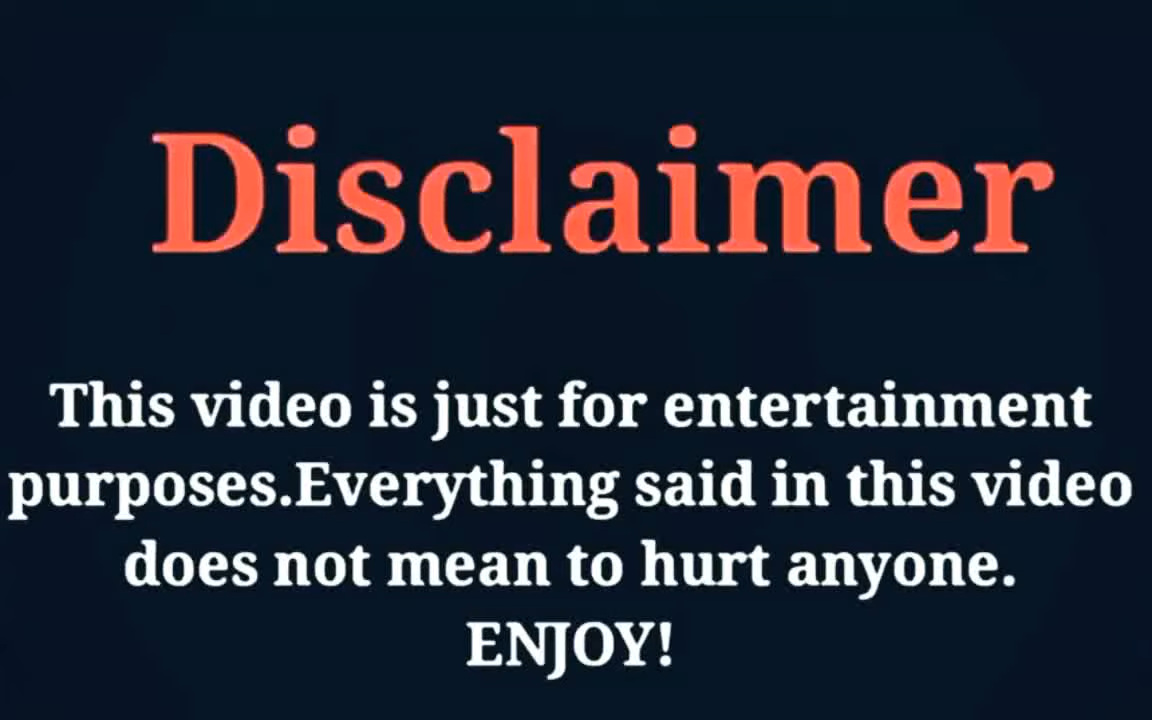 Disclaimer
This video is just for entertainment
purposes.Everything said in this video
does not mean to hurt anyone.
ENJOY!